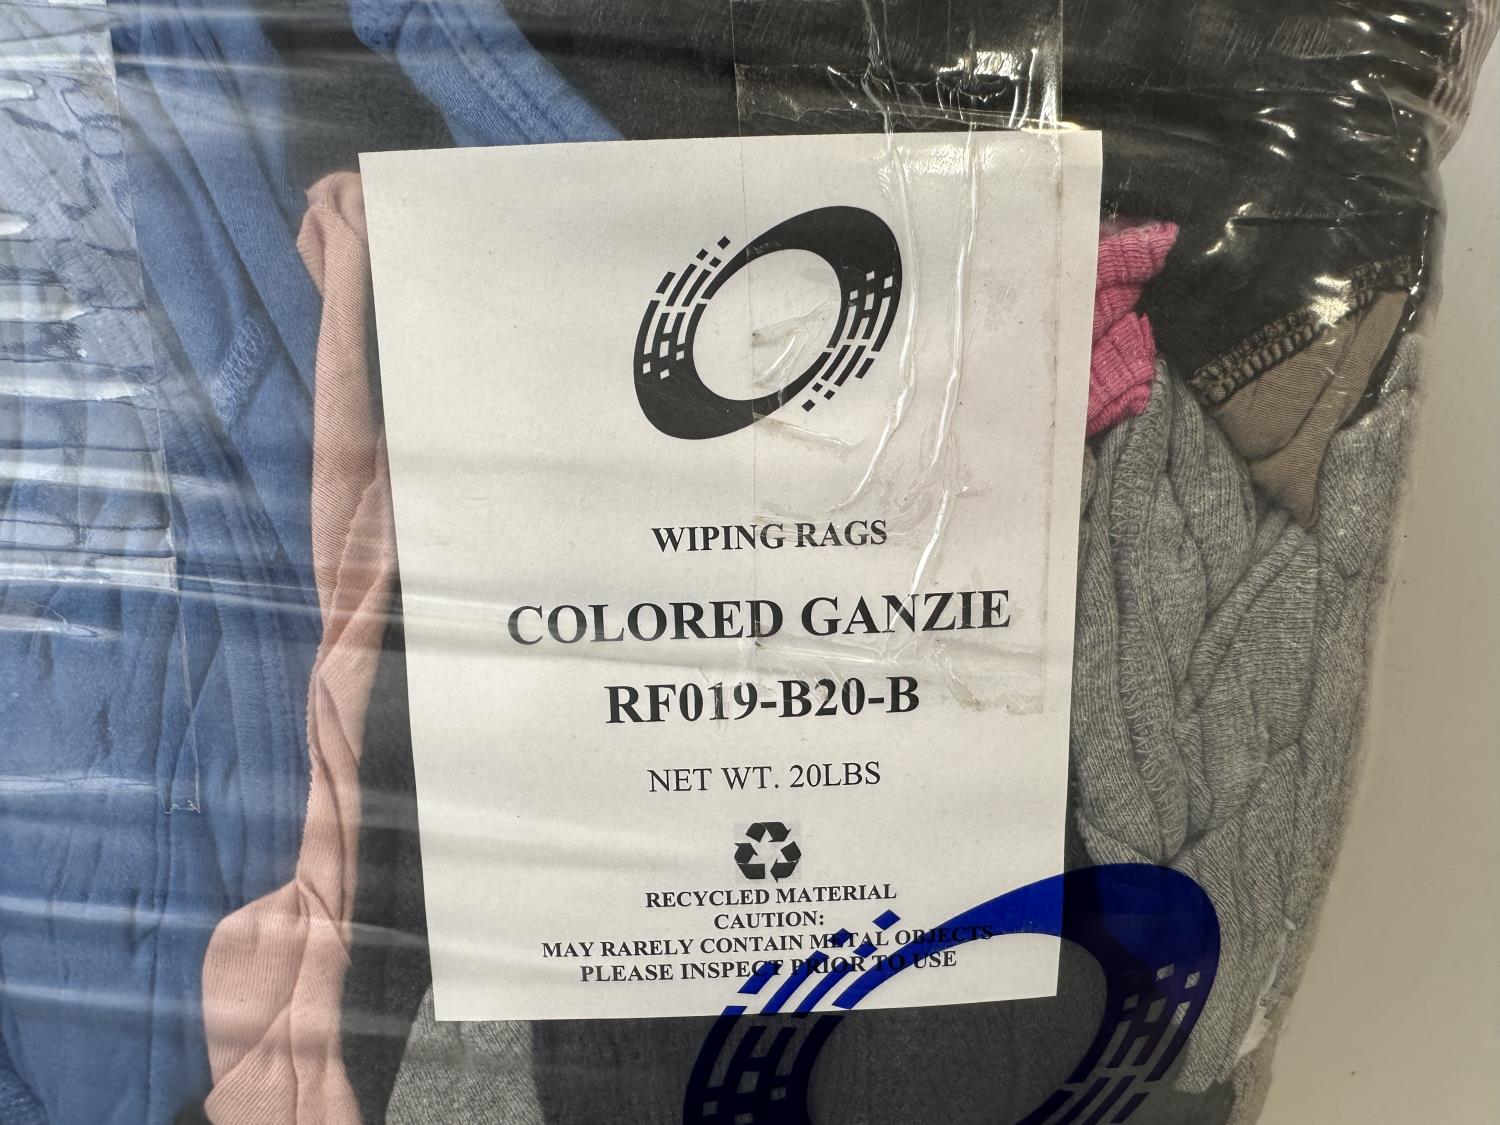 WIPING RAGS
COLORED GANZIE
RF019-B20-B
NET WT. 20LBS
RECYCLED MATERIAL
CAUTION:
MAY RARELY CONTAIN METAL OBJECTS
PLEASE INSPECT PRIOR TO USE